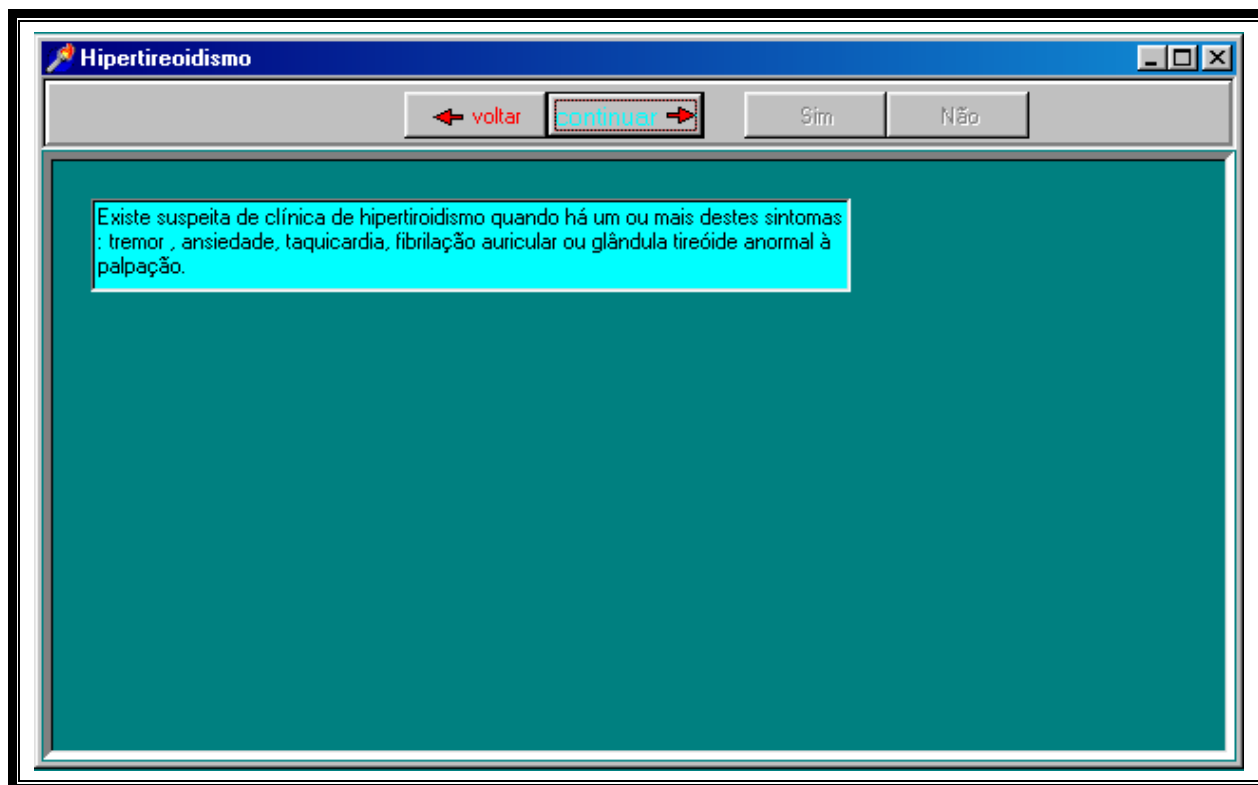 Hipertireoidismo
voltar continuar Sim Não
Existe suspeita de clínica de hipertiroidismo quando há um ou mais destes sintomas
: tremor , ansiedade, taquicardia, fibrilação auricular ou glândula tireóide anormal à
palpação.